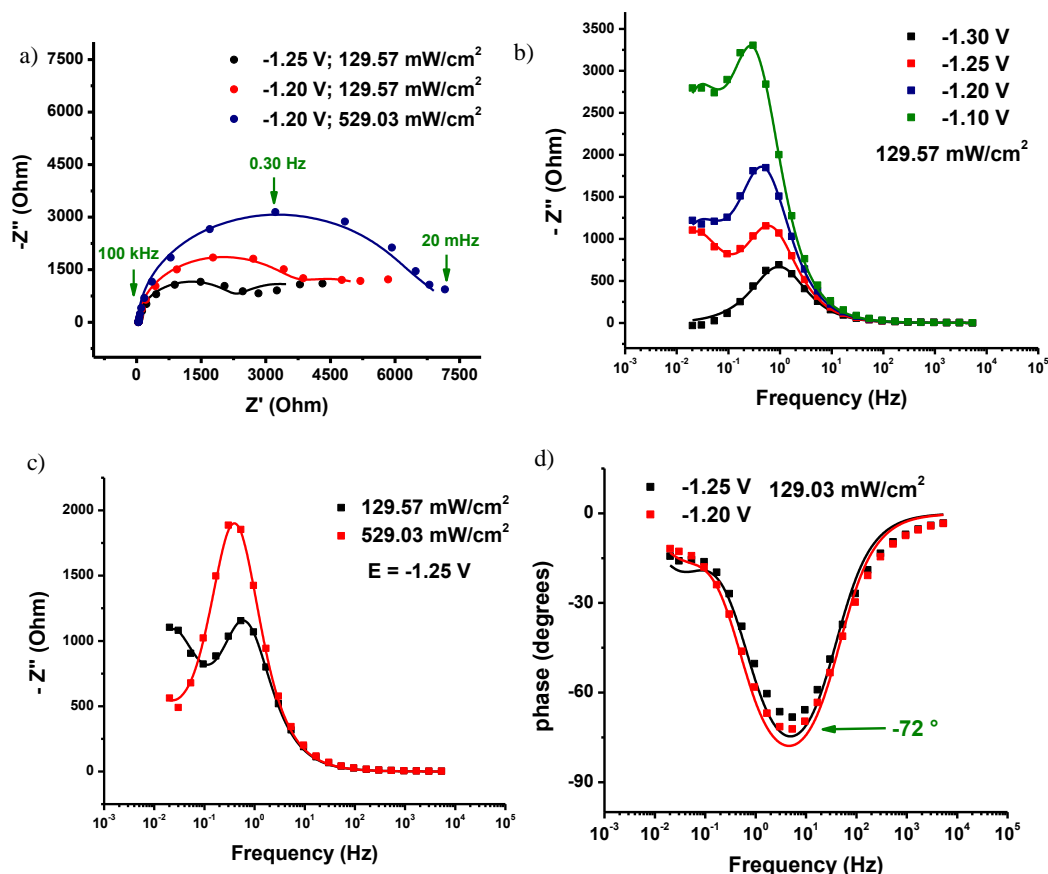 a)
7500
6000
4500
3000
1500
0
-Z" (Ohm)
-1.25 V; 129.57 mW/cm²
-1.20 V; 129.57 mW/cm²
-1.20 V; 529.03 mW/cm²
0.30 Hz
100 kHz
20 mHz
0 1500 3000 4500 6000 7500
Z' (Ohm)
b)
3500
3000
2500
2000
1500
1000
500
0
- Z" (Ohm)
-1.30 V
-1.25 V
-1.20 V
-1.10 V
129.57 mW/cm²
10⁻³ 10⁻² 10⁻¹ 10⁰ 10¹ 10² 10³ 10⁴ 10⁵
Frequency (Hz)
c)
2000
1500
1000
500
0
- Z" (Ohm)
129.57 mW/cm²
529.03 mW/cm²
E = -1.25 V
10⁻³ 10⁻² 10⁻¹ 10⁰ 10¹ 10² 10³ 10⁴ 10⁵
Frequency (Hz)
d)
0
-30
-60
-90
phase (degrees)
-1.25 V 129.03 mW/cm²
-1.20 V
-72 °
10⁻³ 10⁻² 10⁻¹ 10⁰ 10¹ 10² 10³ 10⁴ 10⁵
Frequency (Hz)